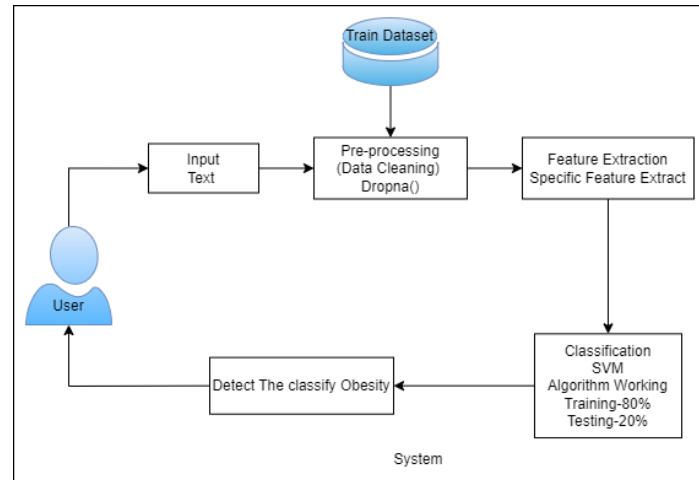 Train Dataset
Input
Text
Pre-processing
(Data Cleaning)
Dropna()
Feature Extraction
Specific Feature Extract
User
Detect The classify Obesity
Classification
SVM
Algorithm Working
Training-80%
Testing-20%
System